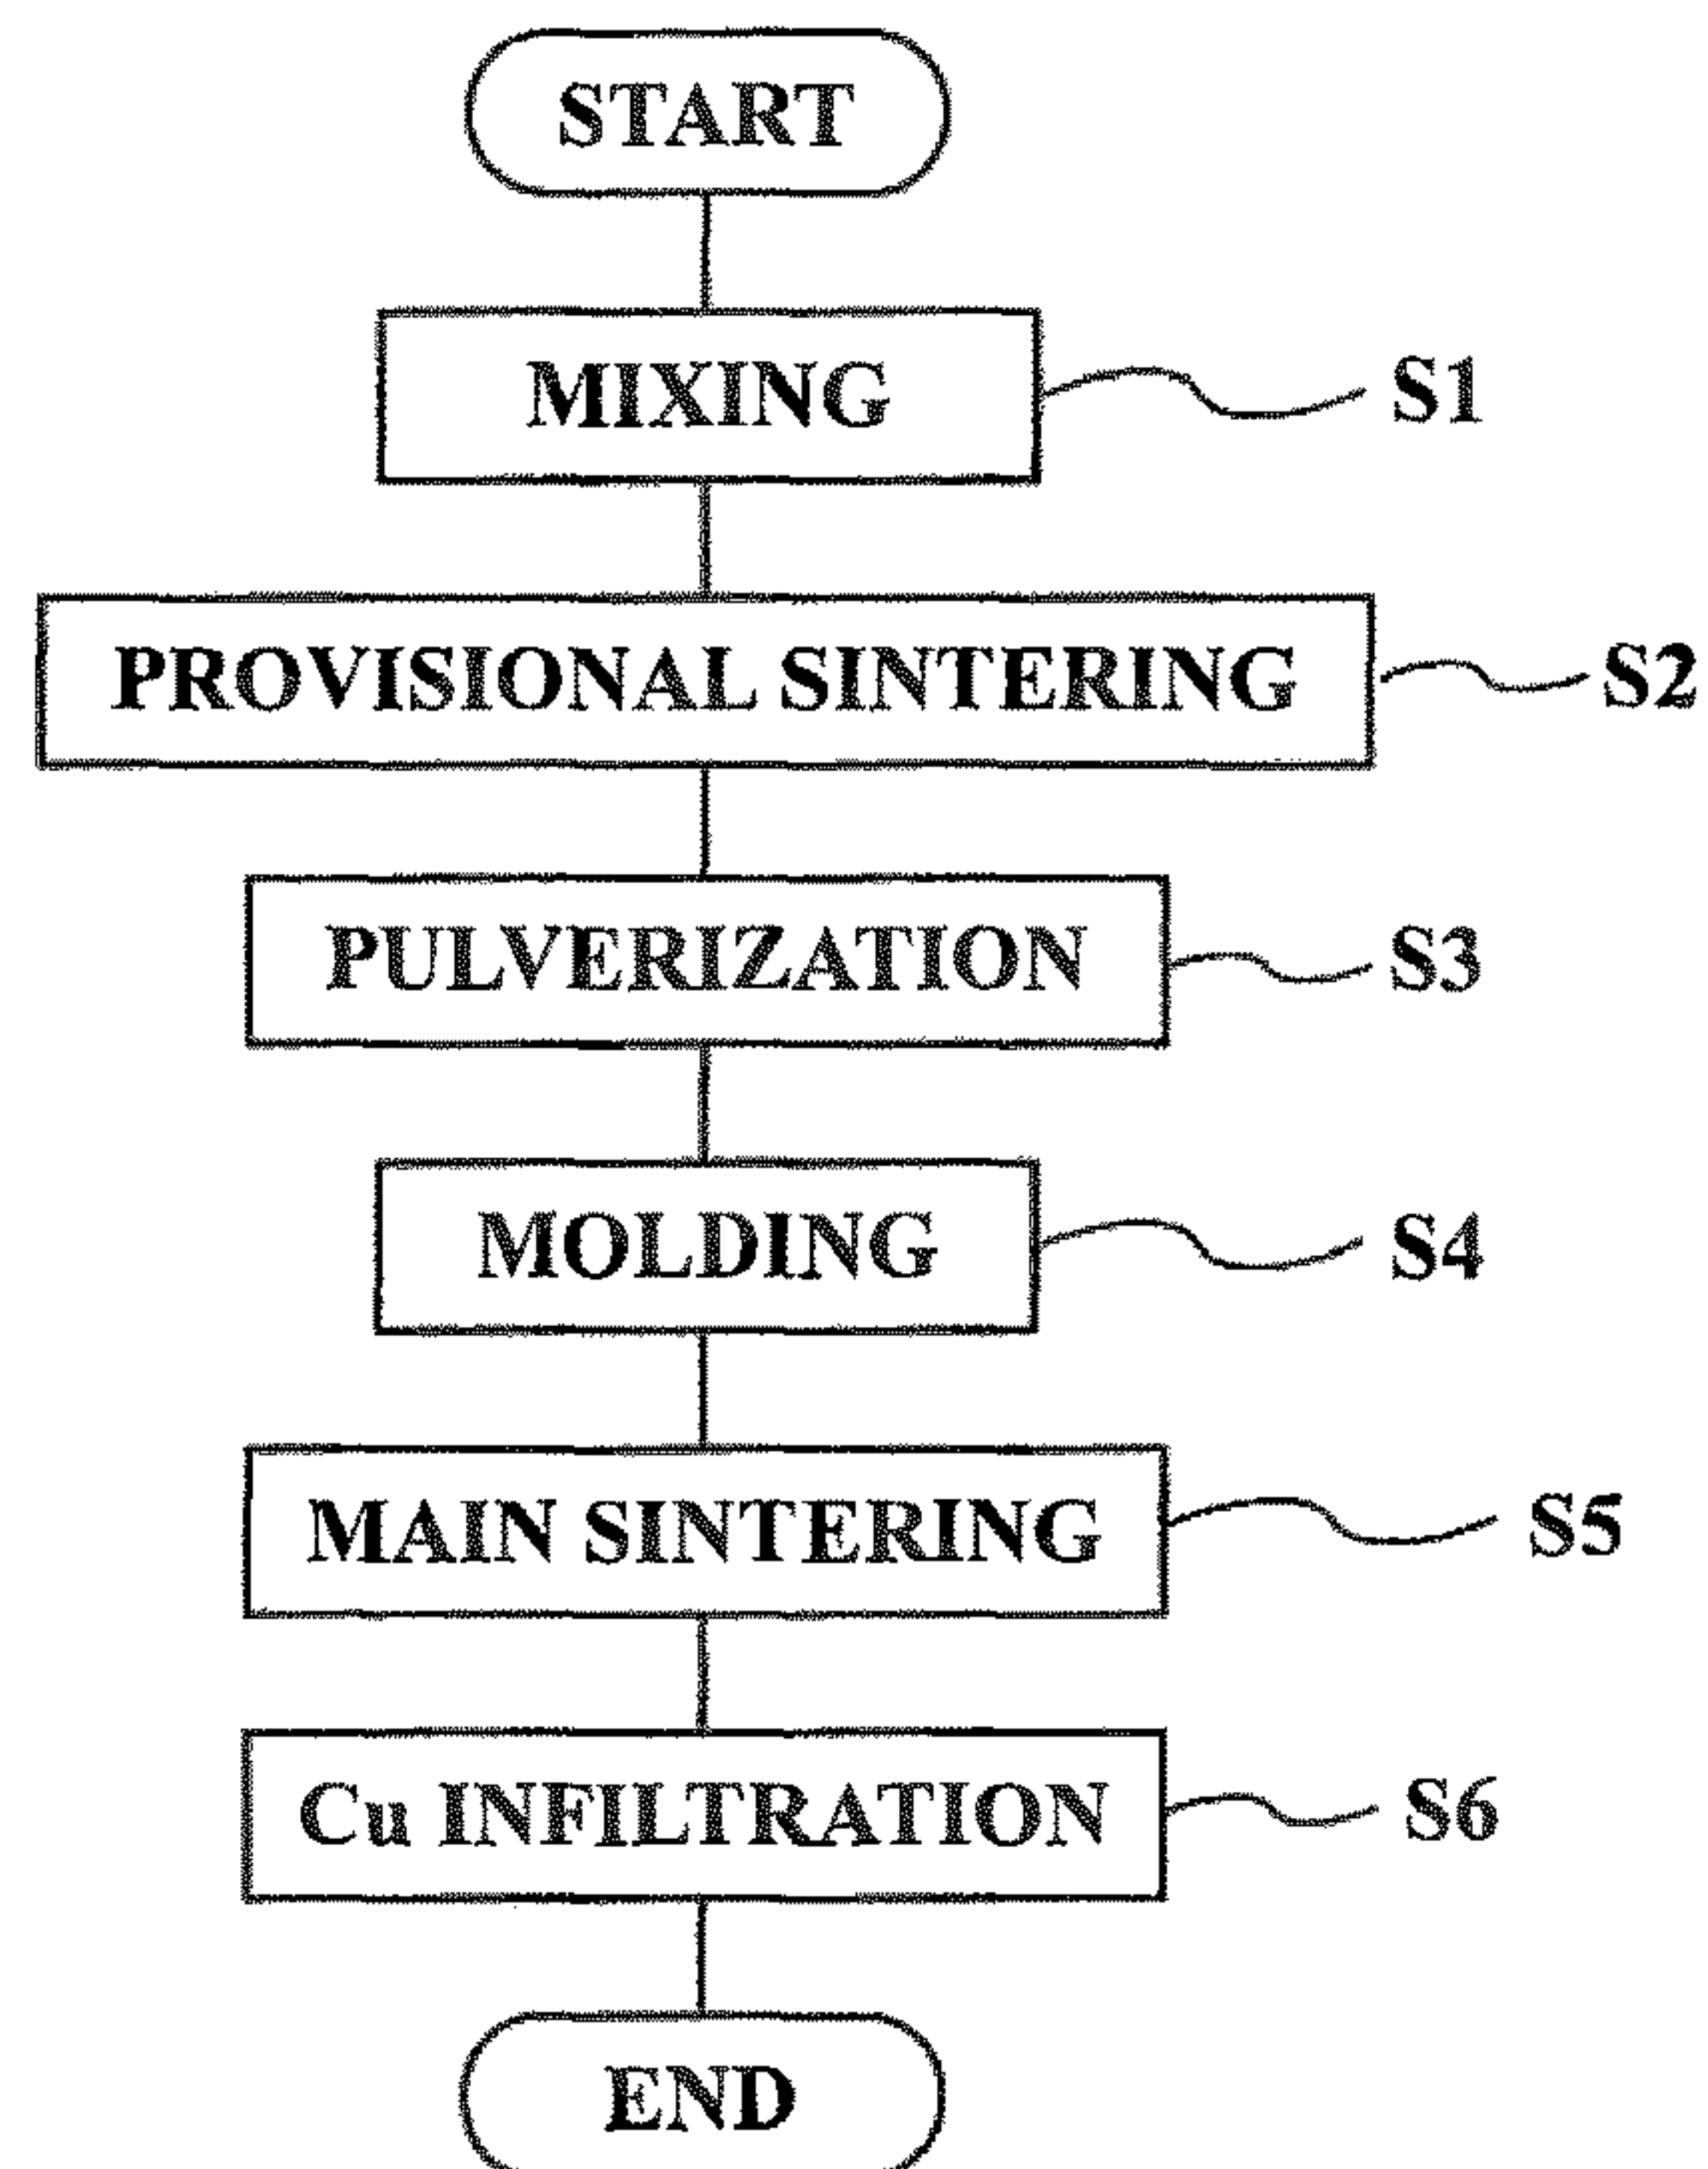 START
MIXING S1
PROVISIONAL SINTERING S2
PULVERIZATION S3
MOLDING S4
MAIN SINTERING S5
Cu INFILTRATION S6
END